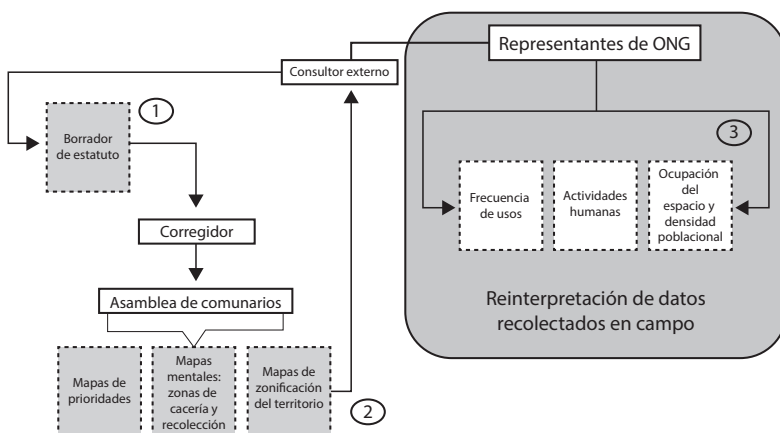 Representantes de ONG
Consultor externo
1
Borrador
de estatuto
3
Frecuencia
de usos
Actividades
humanas
Ocupación
del
espacio y
densidad
poblacional
Corregidor
Asamblea de comunarios
Reinterpretación de datos
recolectados en campo
Mapas de
prioridades
Mapas
mentales:
zonas de
cacería y
recolección
Mapas de
zonificación
del territorio
2